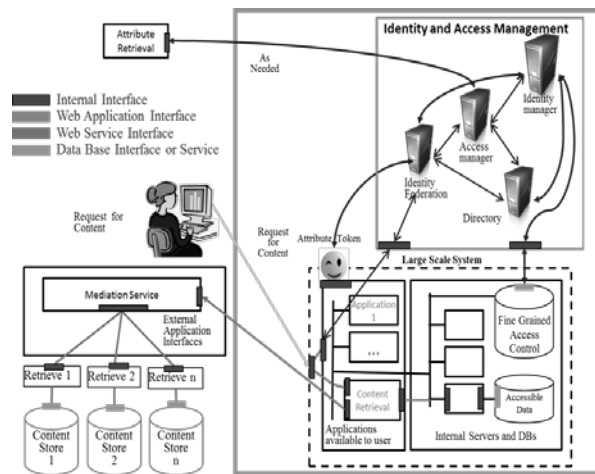 Attribute
Retrieval
Identity and Access Management
As
Needed
Identity
manager
Internal Interface
Web Application Interface
Web Service Interface
Data Base Interface or Service
Access
manager
Identity
Federation
Directory
Request for
Content
Request for
Content
Attribute Token
Large Scale System
Mediation Service
External
Application
Interfaces
Application
1
...
Fine Grained
Access
Control
Retrieve 1
Retrieve 2
Retrieve n
Content
Retrieval
Accessible
Data
Content
Store
1
Content
Store
2
Content
Store
n
Applications
available to user
Internal Servers and DBs